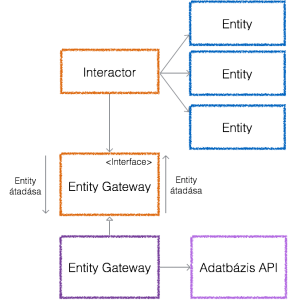 Entity
Interactor
Entity
Entity
<Interface>
Entity Gateway
Entity
átadása
Entity
átadása
Entity Gateway
Adatbázis API